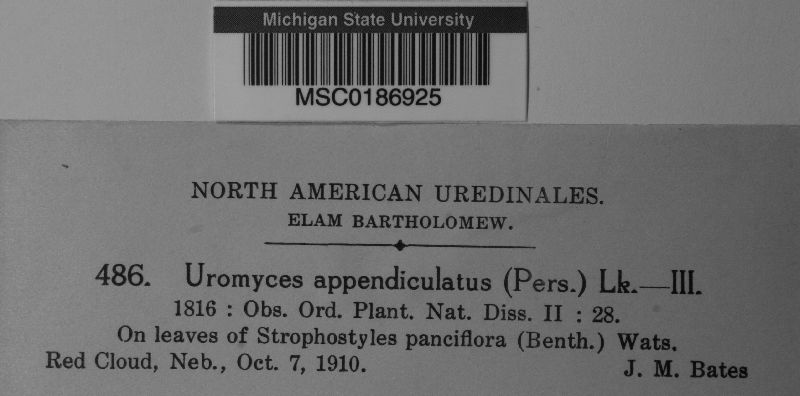 Michigan State University
MSC0186925
NORTH AMERICAN UREDINALES.
ELAM BARTHOLOMEW.
486. Uromyces appendiculatus (Pers.) Lk.—III.
1816 : Obs. Ord. Plant. Nat. Diss. II : 28.
On leaves of Strophostyles panciflora (Benth.) Wats.
Red Cloud, Neb., Oct. 7, 1910. J. M. Bates